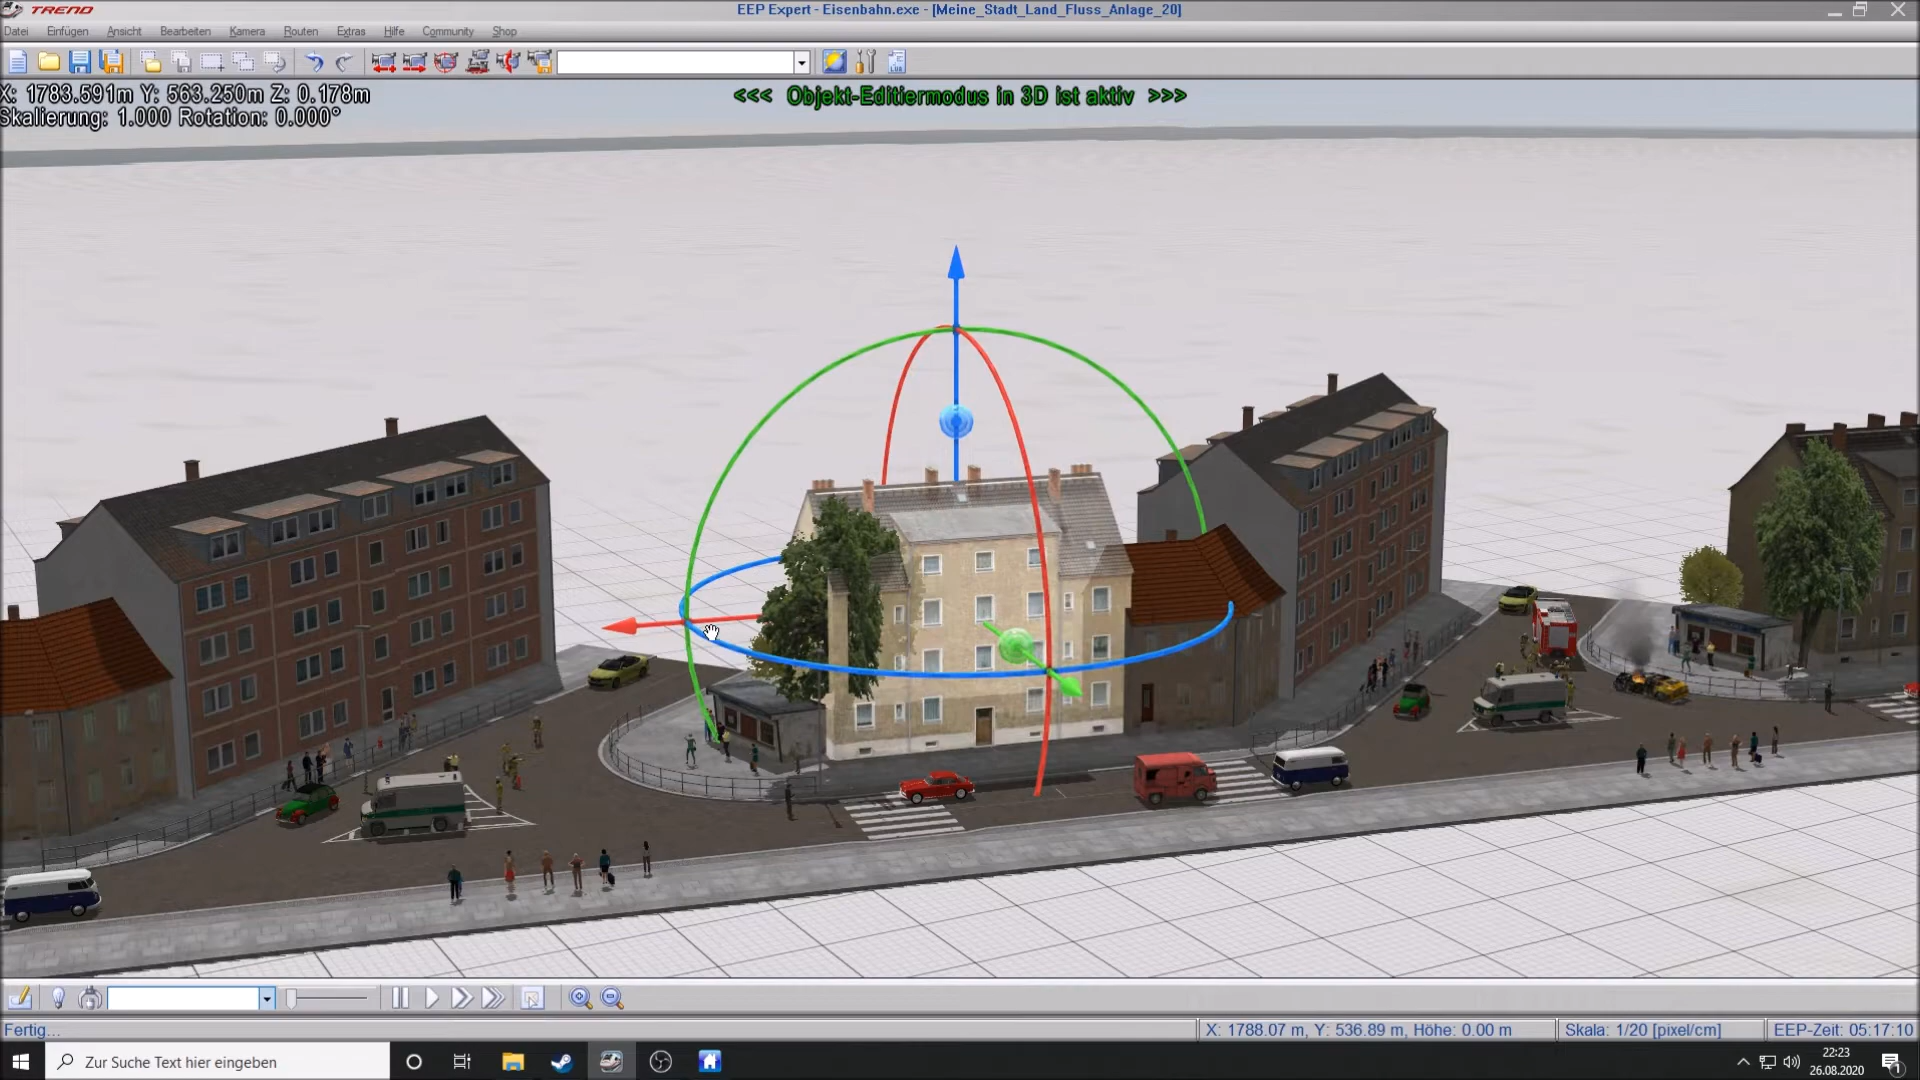 TREND
EEP Expert - Eisenbahn.exe - [Meine_Stadt_Land_Fluss_Anlage_20]
Datei Einfügen Ansicht Bearbeiten Kamera Routen Extras Hilfe Community Shop
X: 1783.591m Y: 563.250m Z: 0.178m
Skalierung: 1.000 Rotation: 0.000°
<<< Objekt-Editiermodus in 3D ist aktiv >>>
Fertig...
X: 1788.07 m, Y: 536.89 m, Höhe: 0.00 m
Skala: 1/20 [pixel/cm]
EEP-Zeit: 05:17:10
Zur Suche Text hier eingeben
22:23
26.08.2020
1